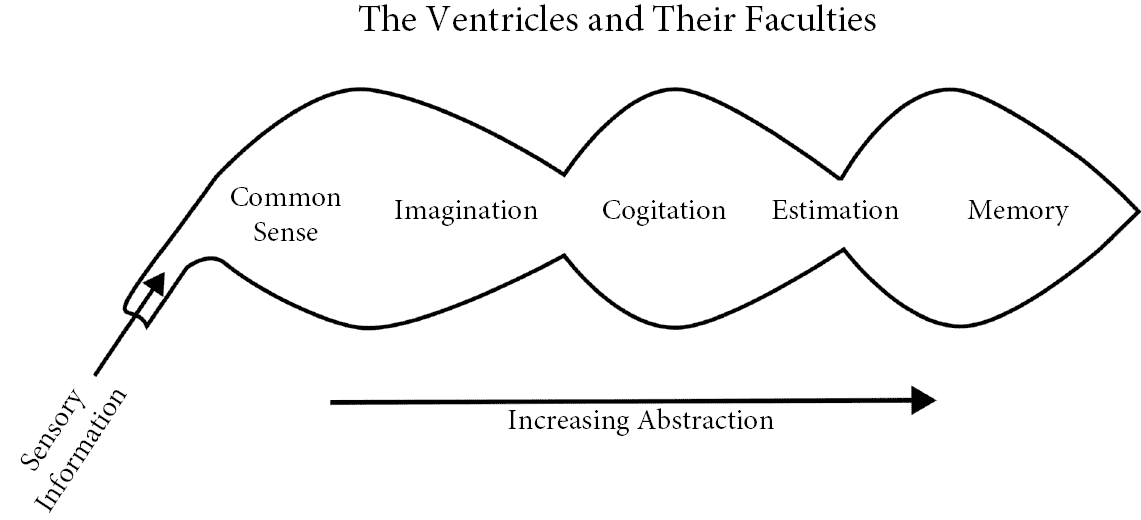 The Ventricles and Their Faculties
Common
Sense
Imagination
Cogitation
Estimation
Memory
Sensory
Information
Increasing Abstraction